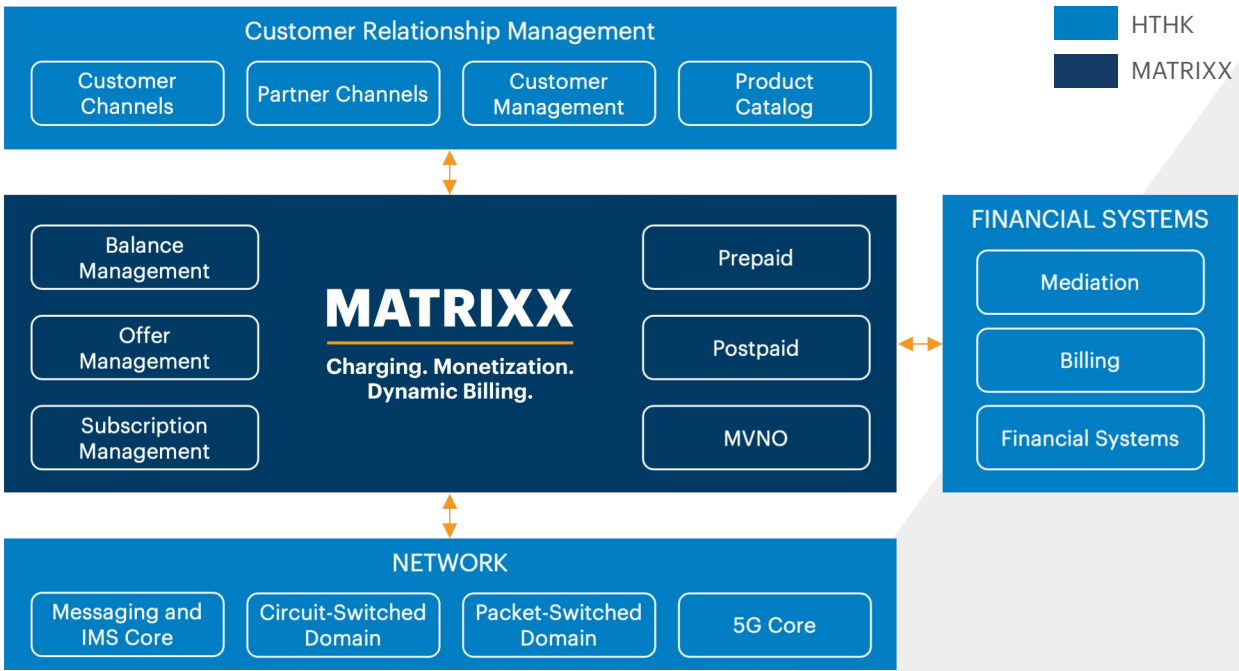 Customer Relationship Management
Customer
Channels
Partner Channels
Customer
Management
Product
Catalog
HTHK
MATRIXX
Balance
Management
Offer
Management
Subscription
Management
MATRIXX
Charging. Monetization.
Dynamic Billing.
Prepaid
Postpaid
MVNO
FINANCIAL SYSTEMS
Mediation
Billing
Financial Systems
NETWORK
Messaging and
IMS Core
Circuit-Switched
Domain
Packet-Switched
Domain
5G Core